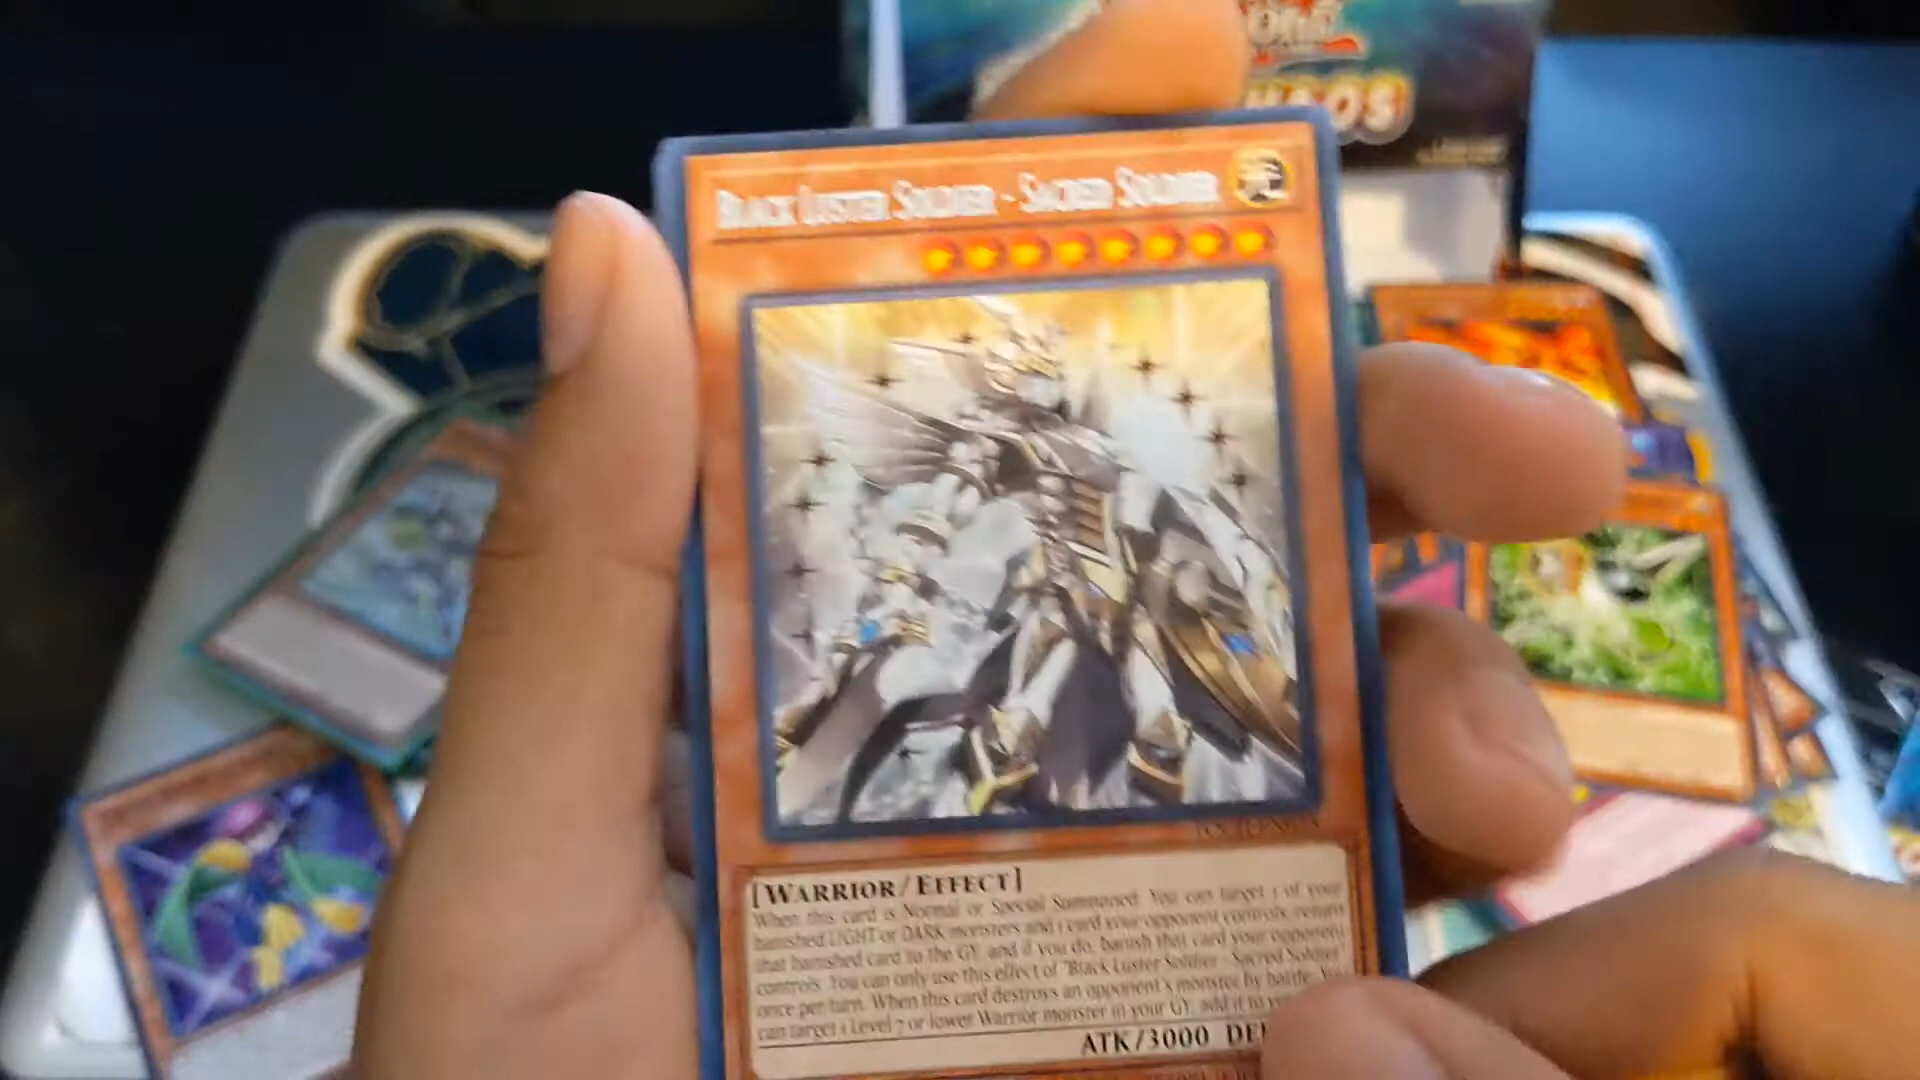 CHAOS!
BLACK LUSTER SOLDIER - SACRED SOLDIER
[WARRIOR/EFFECT]
When this card is Normal or Special Summoned: You can target 1 of your
banished LIGHT or DARK monsters and 1 card your opponent controls; return
that banished card to the GY, and if you do, banish that card your opponent
controls. You can only use this effect of "Black Luster Soldier - Sacred Soldier"
once per turn. When this card destroys an opponent's monster by battle:
can target 1 Level 7 or lower Warrior monster in your GY; add it to
ATK/3000